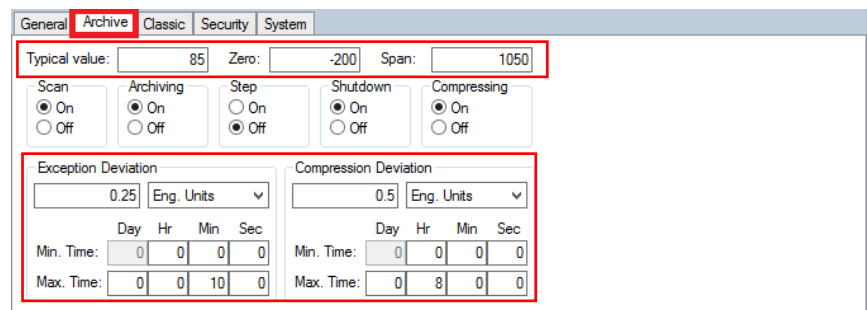 General Archive Classic Security System
Typical value: 85 Zero: -200 Span: 1050
Scan Archiving Step Shutdown Compressing
On On On On On
Off Off Off Off Off
Exception Deviation Compression Deviation
0.25 Eng. Units 0.5 Eng. Units
Day Hr Min Sec Day Hr Min Sec
Min. Time: 0 0 0 0 Min. Time: 0 0 0 0
Max. Time: 0 0 10 0 Max. Time: 0 8 0 0